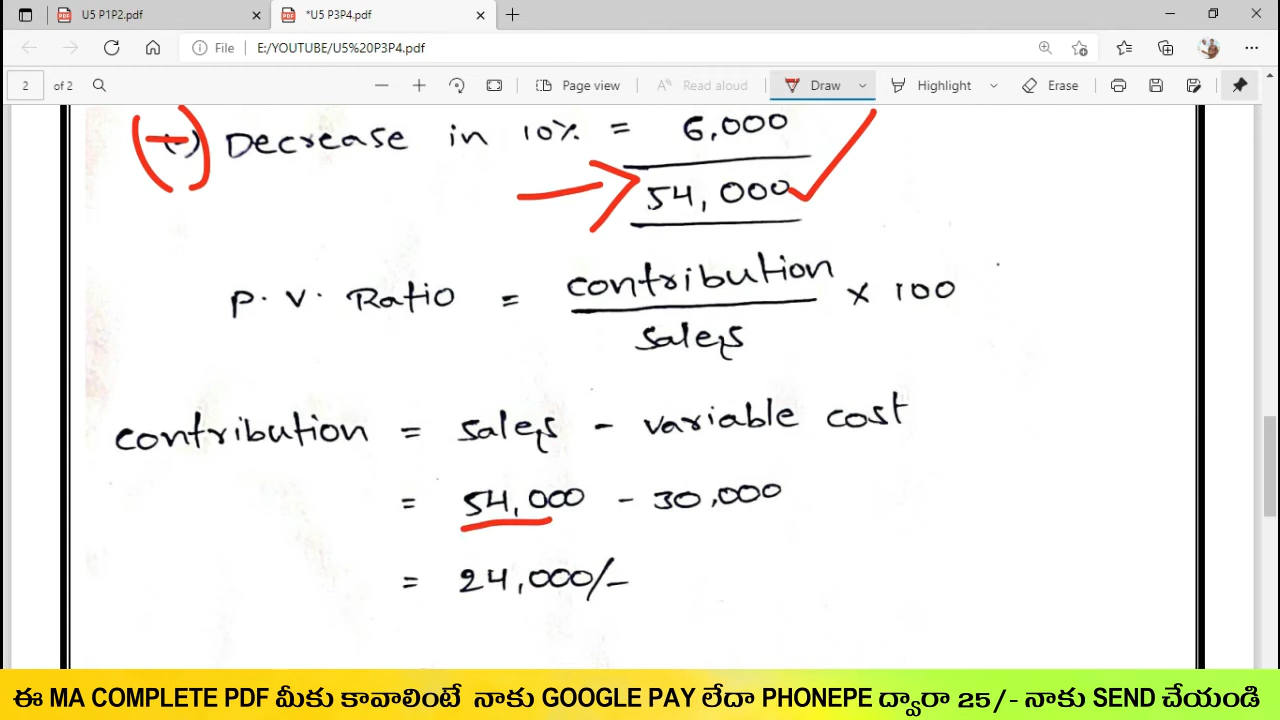 U5 P1P2.pdf
*U5 P3P4.pdf
File E:/YOUTUBE/U5%20P3P4.pdf
2 of 2 Page view Read aloud Draw Highlight Erase
(-) Decrease in 10% = 6,000
54,000
P.V. Ratio = contribution / sales × 100
contribution = sales - variable cost
= 54,000 - 30,000
= 24,000/-
ఈ MA COMPLETE PDF మీకు కావాలింటే నాకు GOOGLE PAY లేదా PHONEPE ద్వారా 25/- నాకు SEND చేయండి